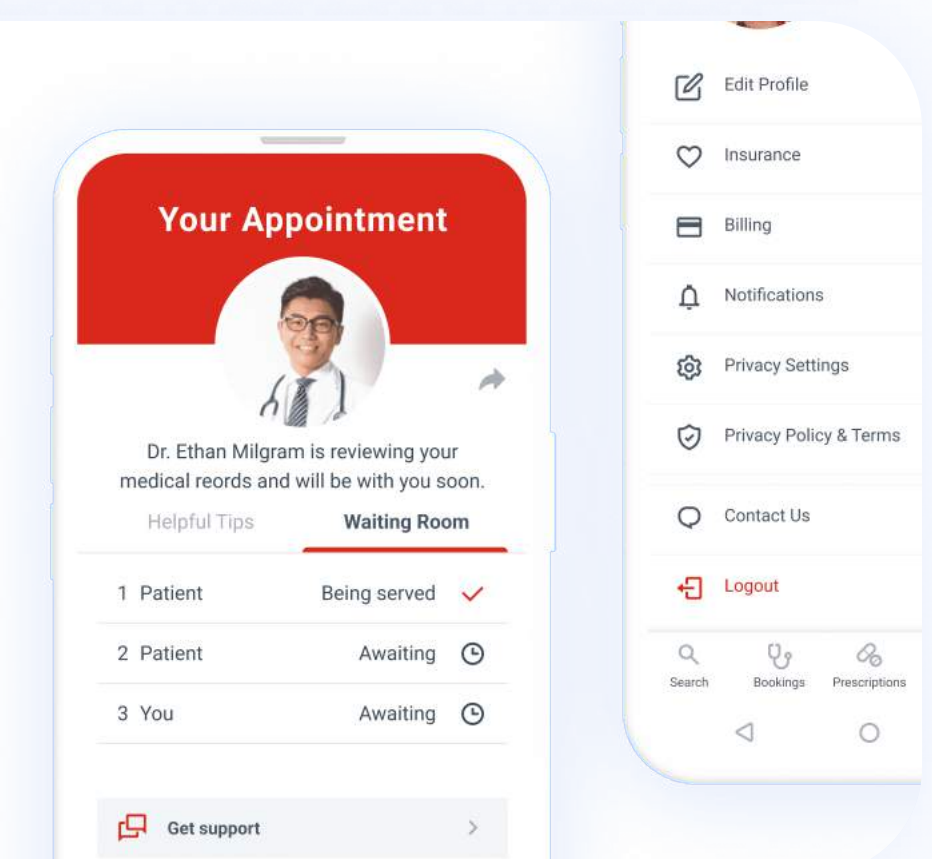 Your Appointment
Dr. Ethan Milgram is reviewing your
medical reords and will be with you soon.
Helpful Tips Waiting Room
1 Patient Being served
2 Patient Awaiting
3 You Awaiting
Get support
Edit Profile
Insurance
Billing
Notifications
Privacy Settings
Privacy Policy & Terms
Contact Us
Logout
Search Bookings Prescriptions